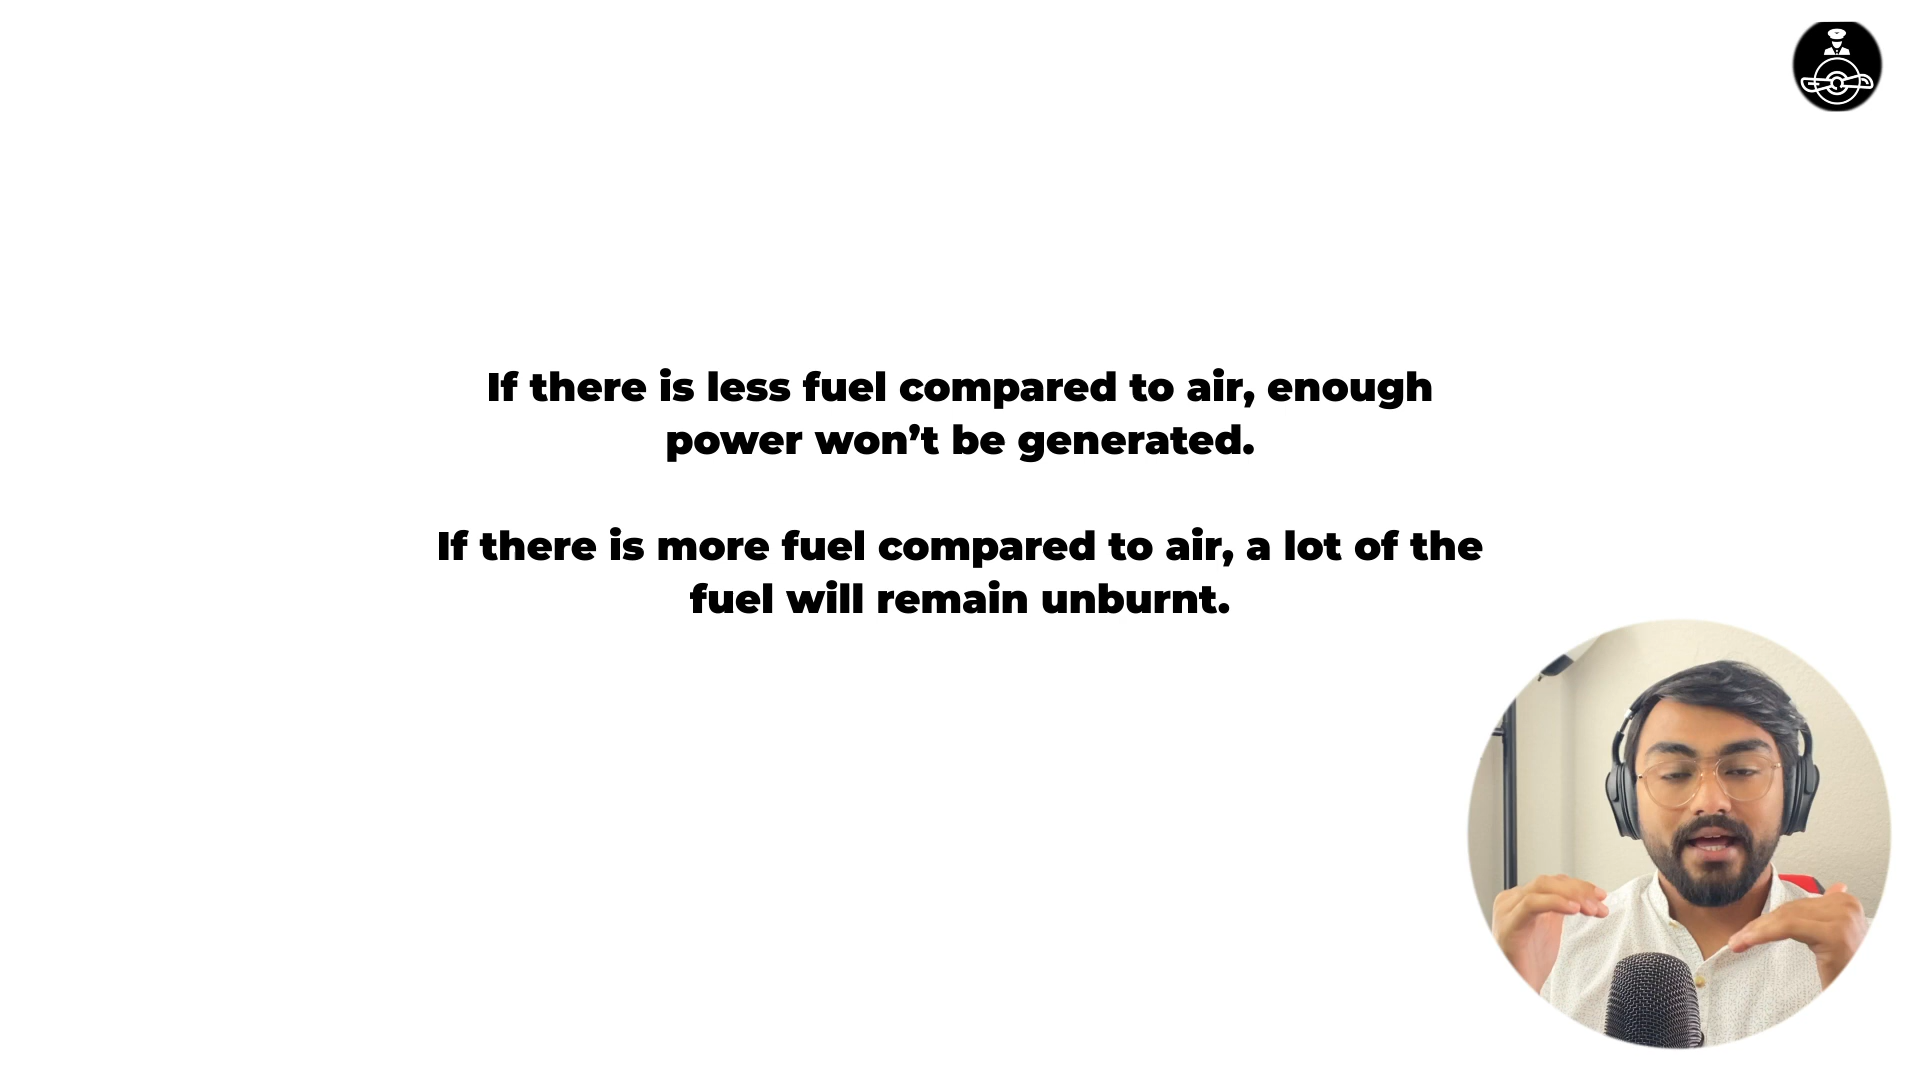 If there is less fuel compared to air, enough
power won’t be generated.
If there is more fuel compared to air, a lot of the
fuel will remain unburnt.